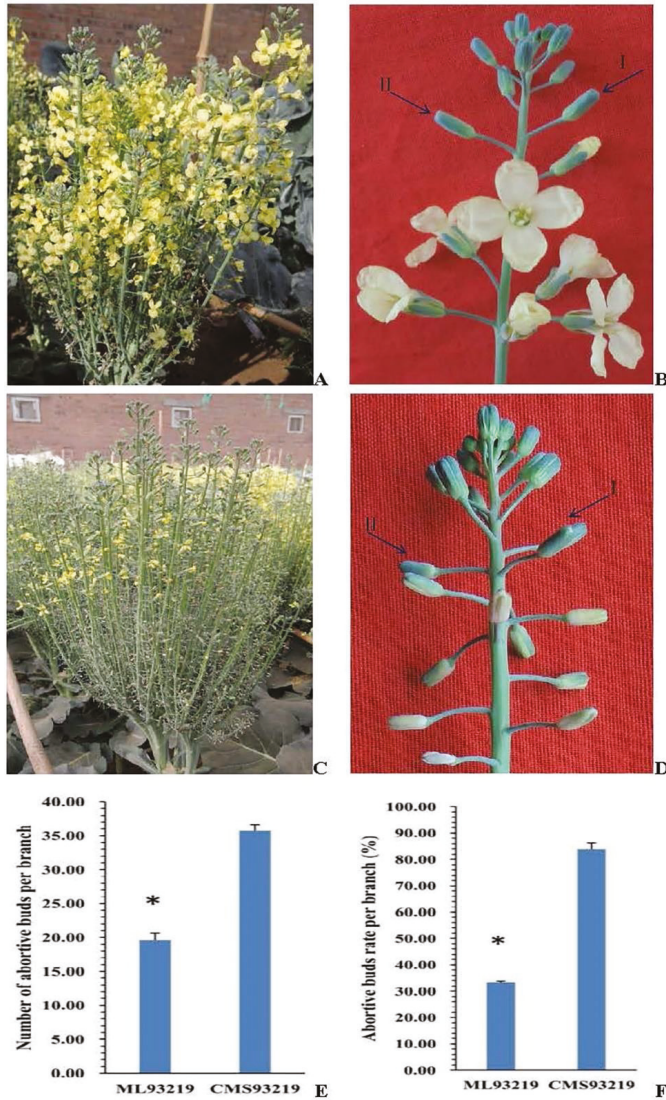 A
II
I
B
C
II
I
D
Number of abortive buds per branch
40.00
35.00
30.00
25.00
20.00
15.00
10.00
5.00
0.00
*
ML93219
CMS93219
E
Abortive buds rate per branch (%)
100.00
90.00
80.00
70.00
60.00
50.00
40.00
30.00
20.00
10.00
0.00
*
ML93219
CMS93219
F